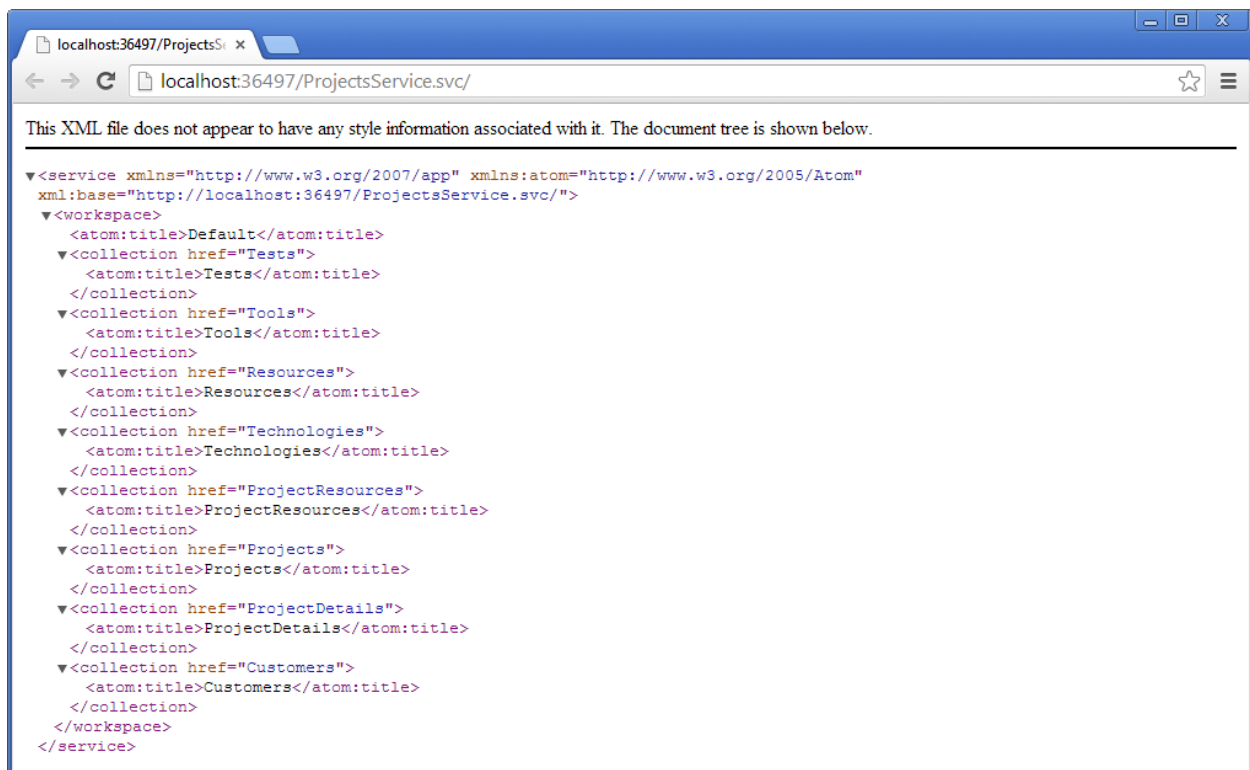 localhost:36497/ProjectsSe
localhost:36497/ProjectsService.svc/
This XML file does not appear to have any style information associated with it. The document tree is shown below.
▼<service xmlns="http://www.w3.org/2007/app" xmlns:atom="http://www.w3.org/2005/Atom"
xml:base="http://localhost:36497/ProjectsService.svc/">
▼<workspace>
<atom:title>Default</atom:title>
▼<collection href="Tests">
<atom:title>Tests</atom:title>
</collection>
▼<collection href="Tools">
<atom:title>Tools</atom:title>
</collection>
▼<collection href="Resources">
<atom:title>Resources</atom:title>
</collection>
▼<collection href="Technologies">
<atom:title>Technologies</atom:title>
</collection>
▼<collection href="ProjectResources">
<atom:title>ProjectResources</atom:title>
</collection>
▼<collection href="Projects">
<atom:title>Projects</atom:title>
</collection>
▼<collection href="ProjectDetails">
<atom:title>ProjectDetails</atom:title>
</collection>
▼<collection href="Customers">
<atom:title>Customers</atom:title>
</collection>
</workspace>
</service>